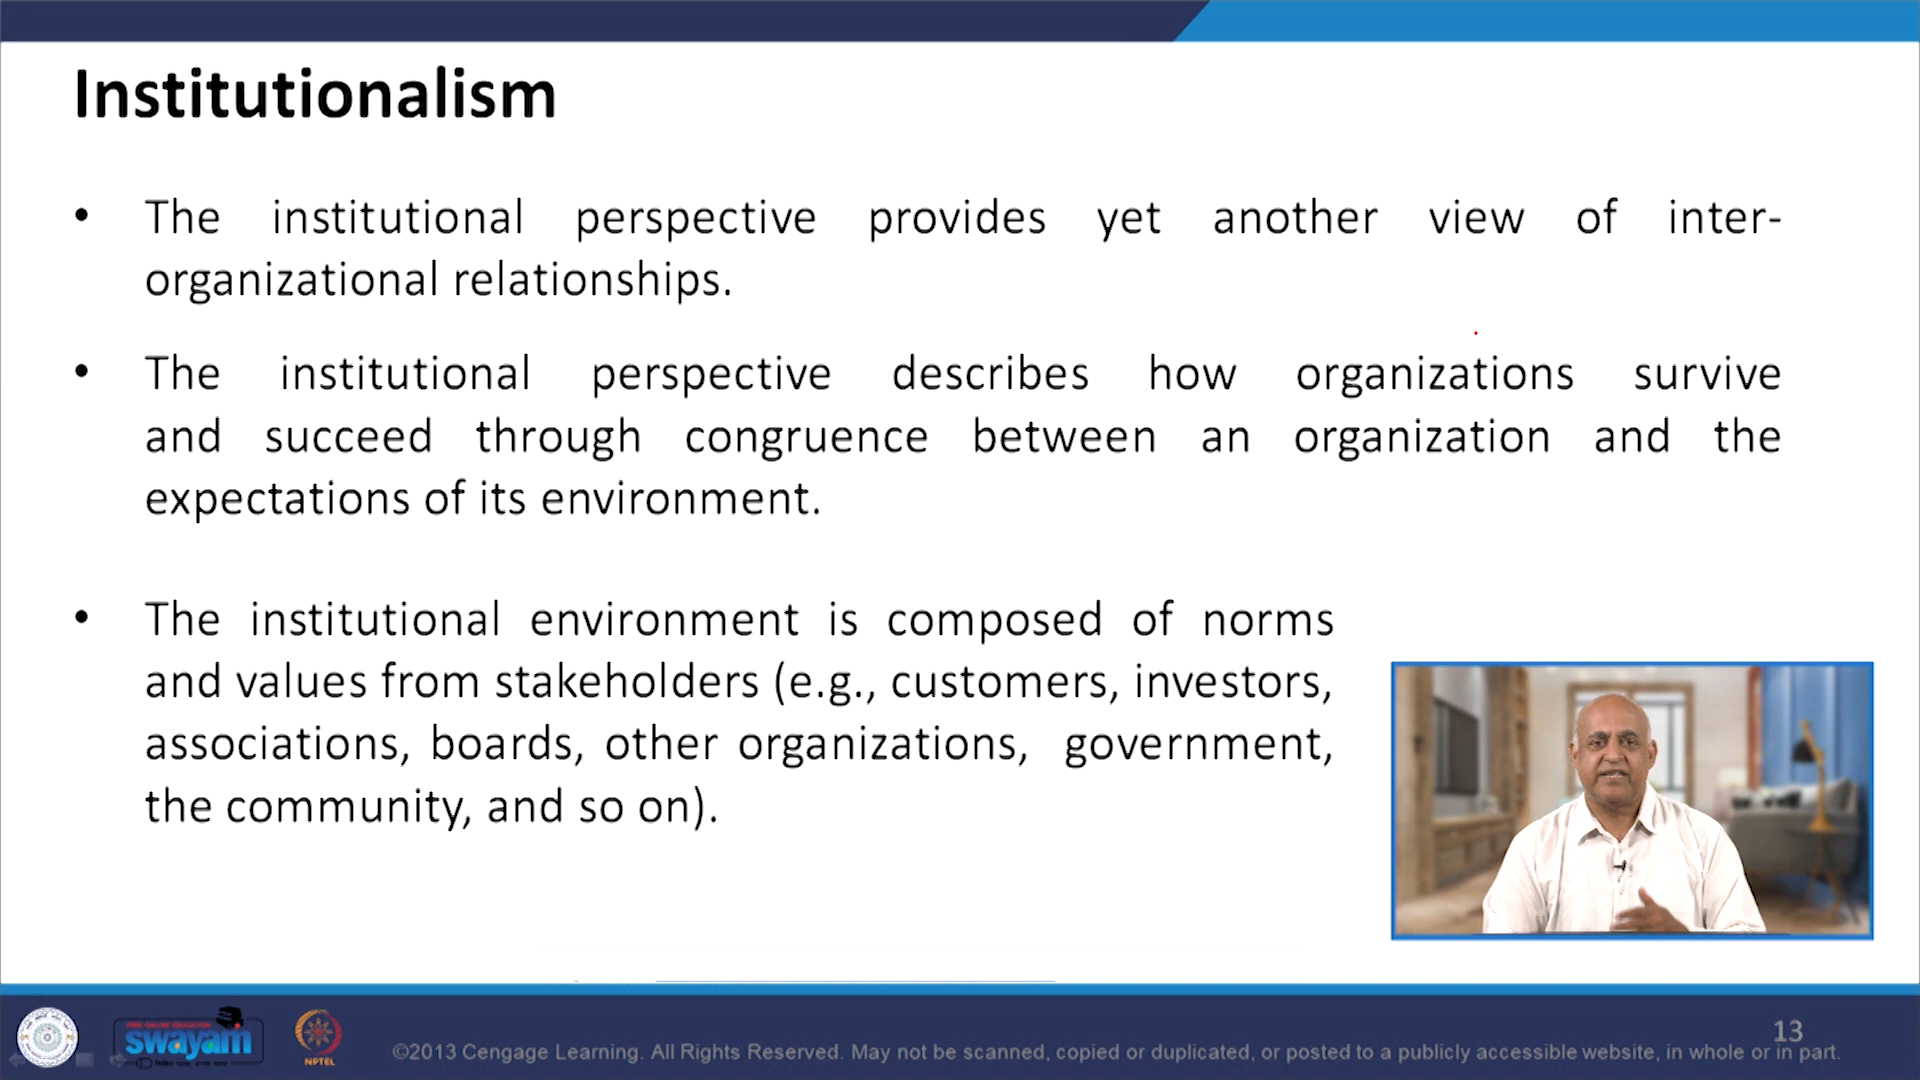 Institutionalism
• The institutional perspective provides yet another view of inter-
organizational relationships.
• The institutional perspective describes how organizations survive
and succeed through congruence between an organization and the
expectations of its environment.
• The institutional environment is composed of norms
and values from stakeholders (e.g., customers, investors,
associations, boards, other organizations, government,
the community, and so on).
FREE ONLINE EDUCATION
swayam
NPTEL
13
©2013 Cengage Learning. All Rights Reserved. May not be scanned, copied or duplicated, or posted to a publicly accessible website, in whole or in part.